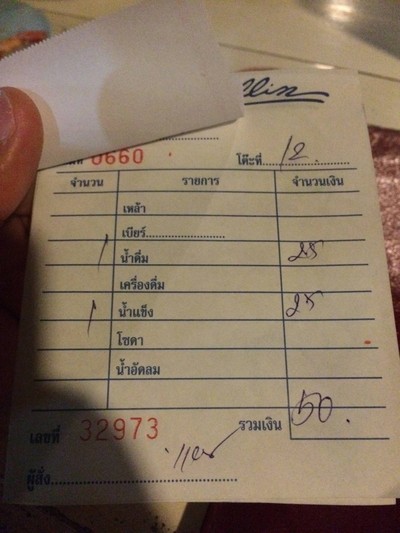 0660 โต๊ะที่ 12
จำนวน รายการ จำนวนเงิน
เหล้า
เบียร์
1 น้ำดื่ม 25
เครื่องดื่ม
1 น้ำแข็ง 25
โซดา
น้ำอัดลม
เลขที่ 32973 รวมเงิน 50.
ผู้สั่ง